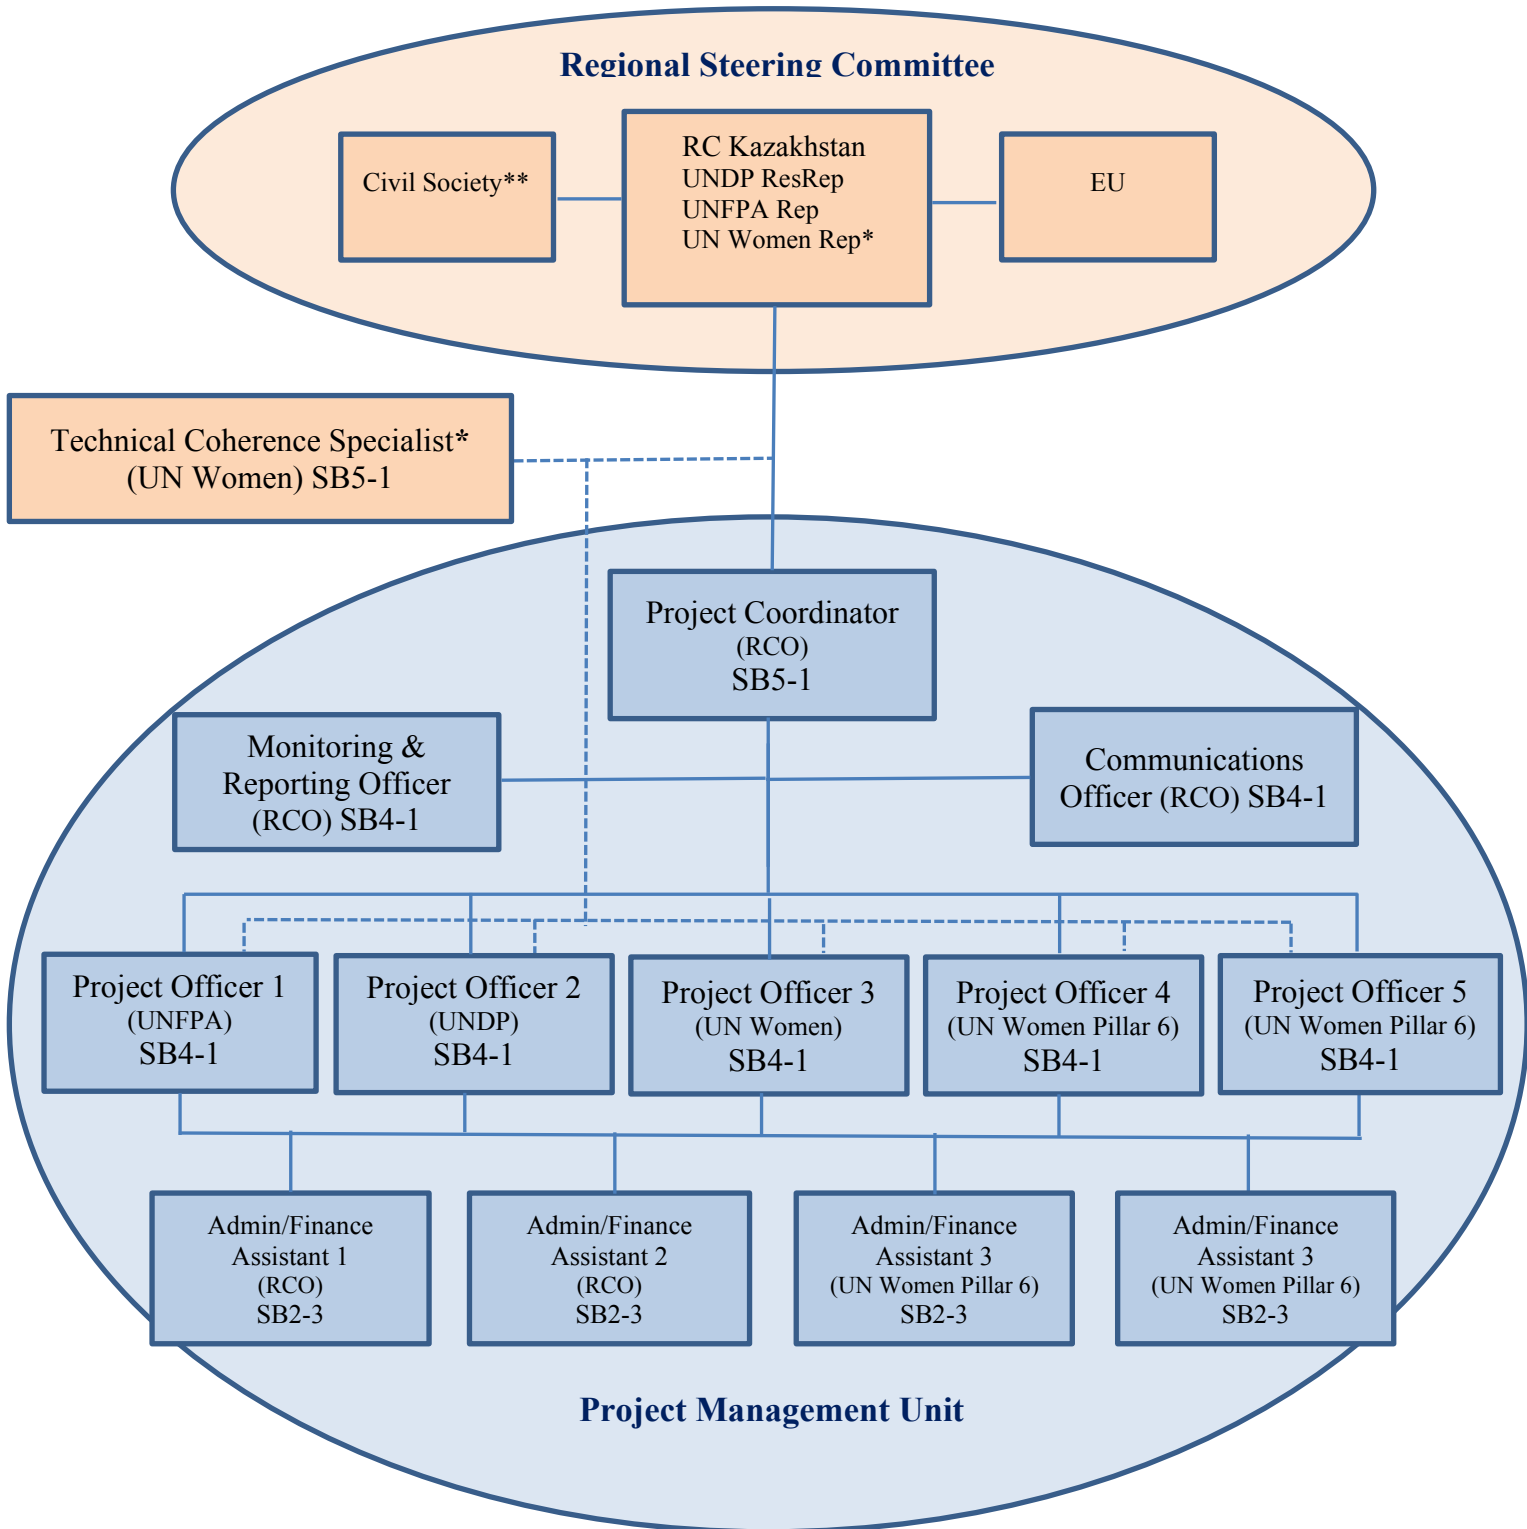 Regional Steering Committee
Civil Society**
RC Kazakhstan
UNDP ResRep
UNFPA Rep
UN Women Rep*
EU
Technical Coherence Specialist*
(UN Women) SB5-1
Project Coordinator
(RCO)
SB5-1
Monitoring &
Reporting Officer
(RCO) SB4-1
Communications
Officer (RCO) SB4-1
Project Officer 1
(UNFPA)
SB4-1
Project Officer 2
(UNDP)
SB4-1
Project Officer 3
(UN Women)
SB4-1
Project Officer 4
(UN Women Pillar 6)
SB4-1
Project Officer 5
(UN Women Pillar 6)
SB4-1
Admin/Finance
Assistant 1
(RCO)
SB2-3
Admin/Finance
Assistant 2
(RCO)
SB2-3
Admin/Finance
Assistant 3
(UN Women Pillar 6)
SB2-3
Admin/Finance
Assistant 3
(UN Women Pillar 6)
SB2-3
Project Management Unit